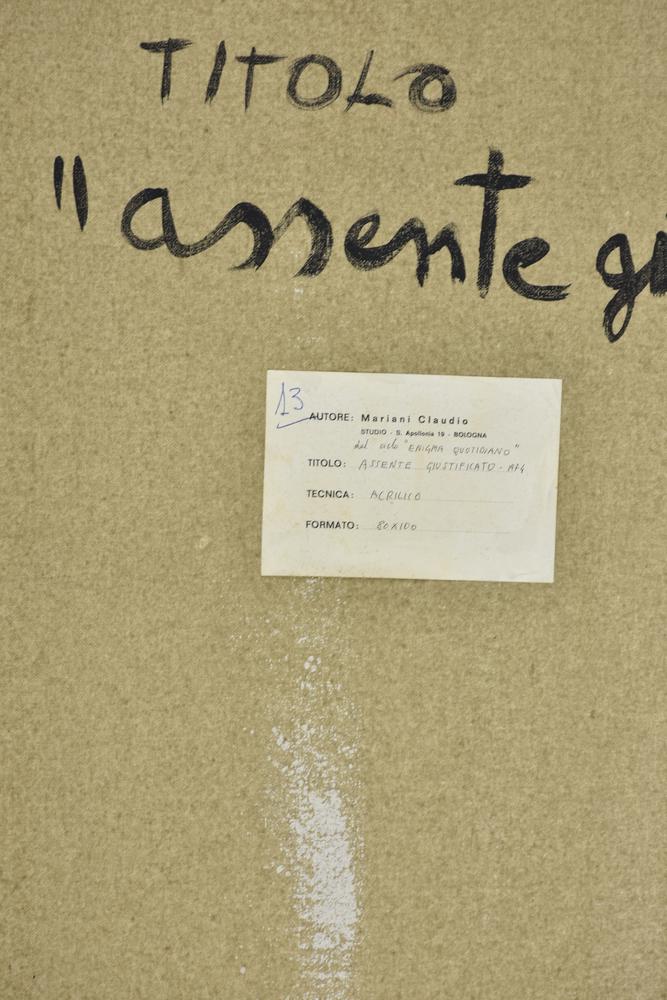 TITOLO
"assente gi
13
AUTORE: Mariani Claudio
STUDIO - S. Apollonia 19 - BOLOGNA
del ciclo "ENIGMA QUOTIDIANO"
TITOLO: ASSENTE GIUSTIFICATO -
TECNICA: ACRILICO
FORMATO: 80X100